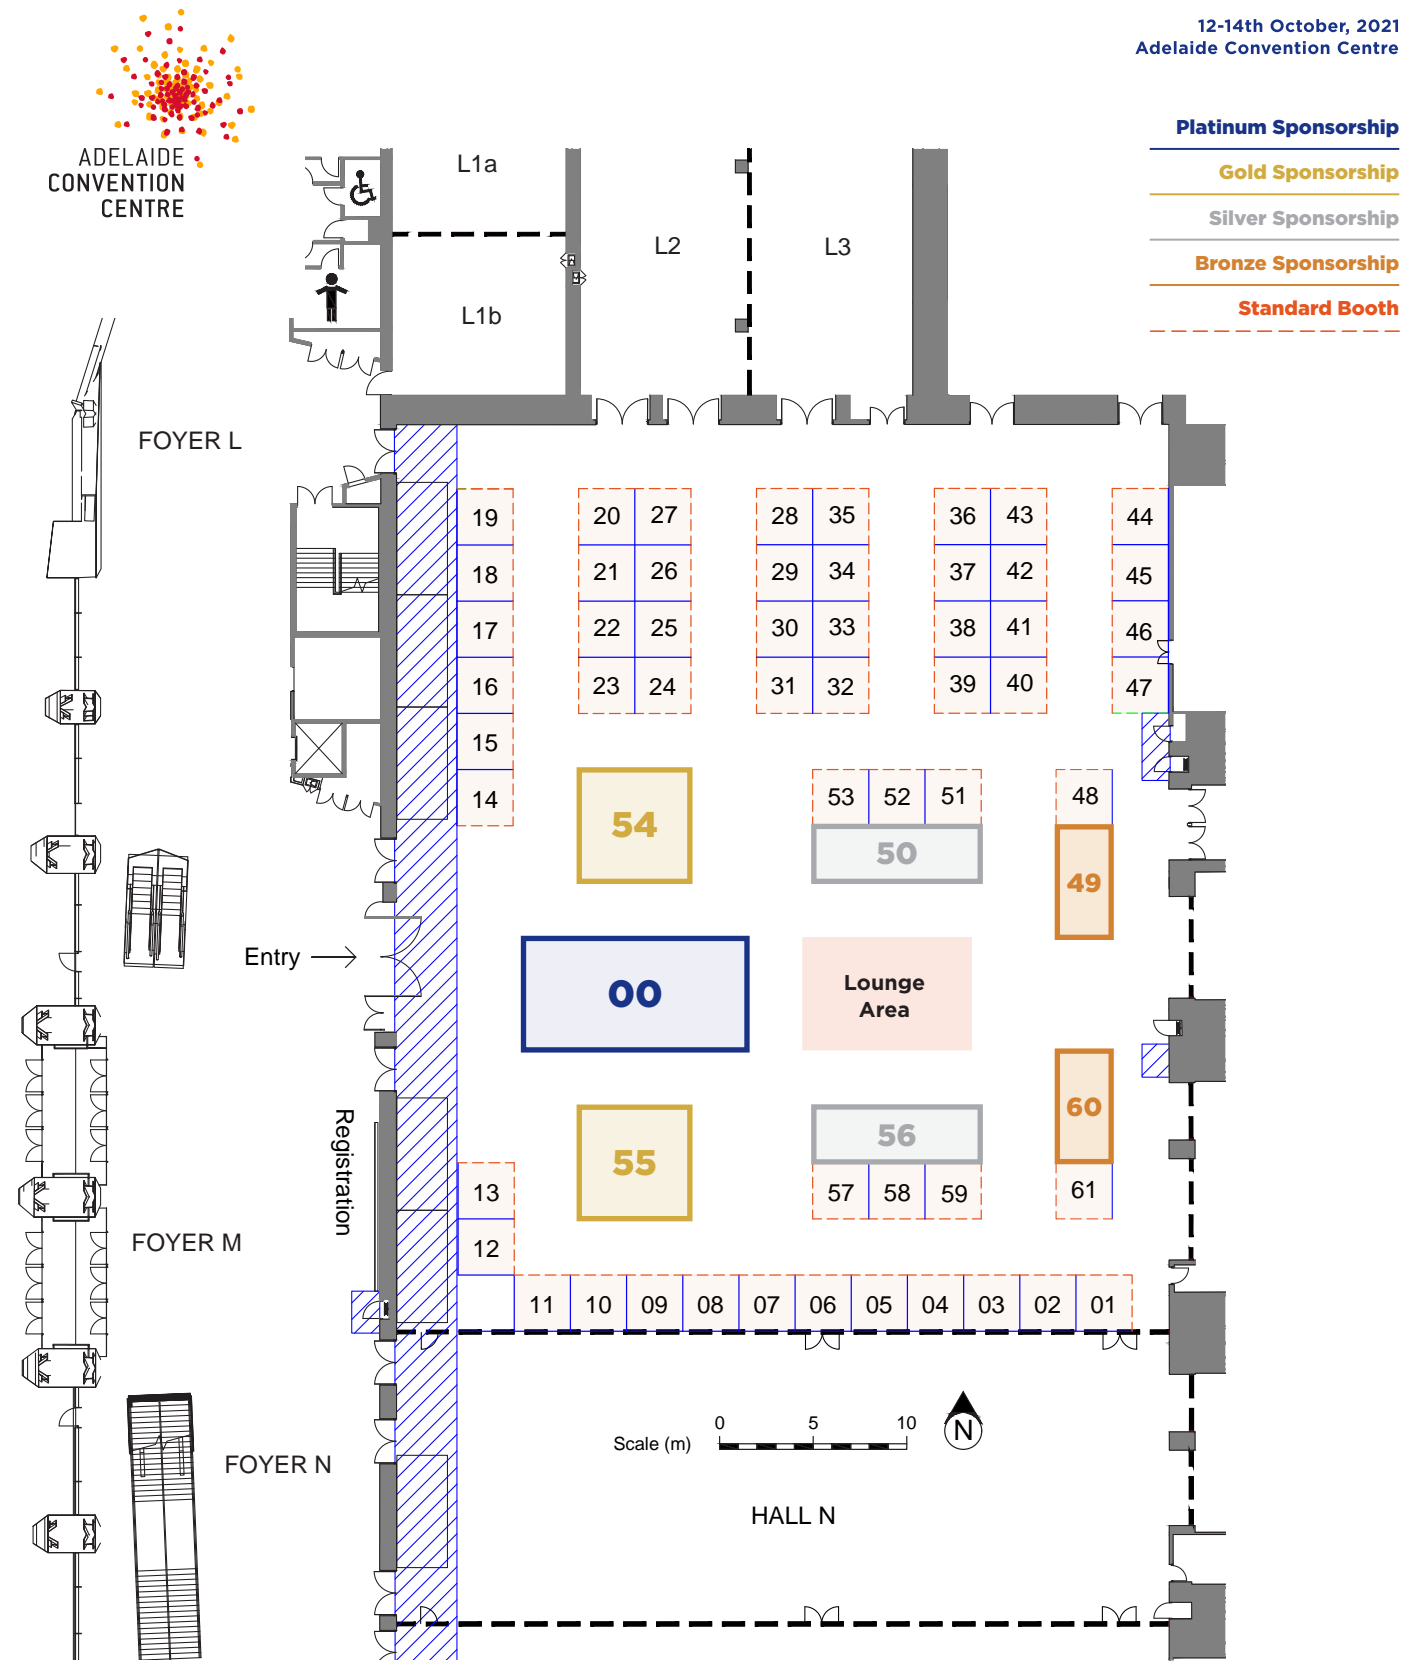 12-14th October, 2021
Adelaide Convention Centre
ADELAIDE
CONVENTION
CENTRE
Platinum Sponsorship
Gold Sponsorship
Silver Sponsorship
Bronze Sponsorship
Standard Booth
L1a
L2
L3
L1b
FOYER L
19
20 27
28 35
36 43
44
18
21 26
29 34
37 42
45
17
22 25
30 33
38 41
46
16
23 24
31 32
39 40
47
15
14
54
53 52 51
48
50
49
Entry
00
Lounge
Area
Registration
55
56
60
13
57 58 59
61
FOYER M
12
11 10 09 08 07 06 05 04 03 02 01
0 5 10
Scale (m)
N
FOYER N
HALL N